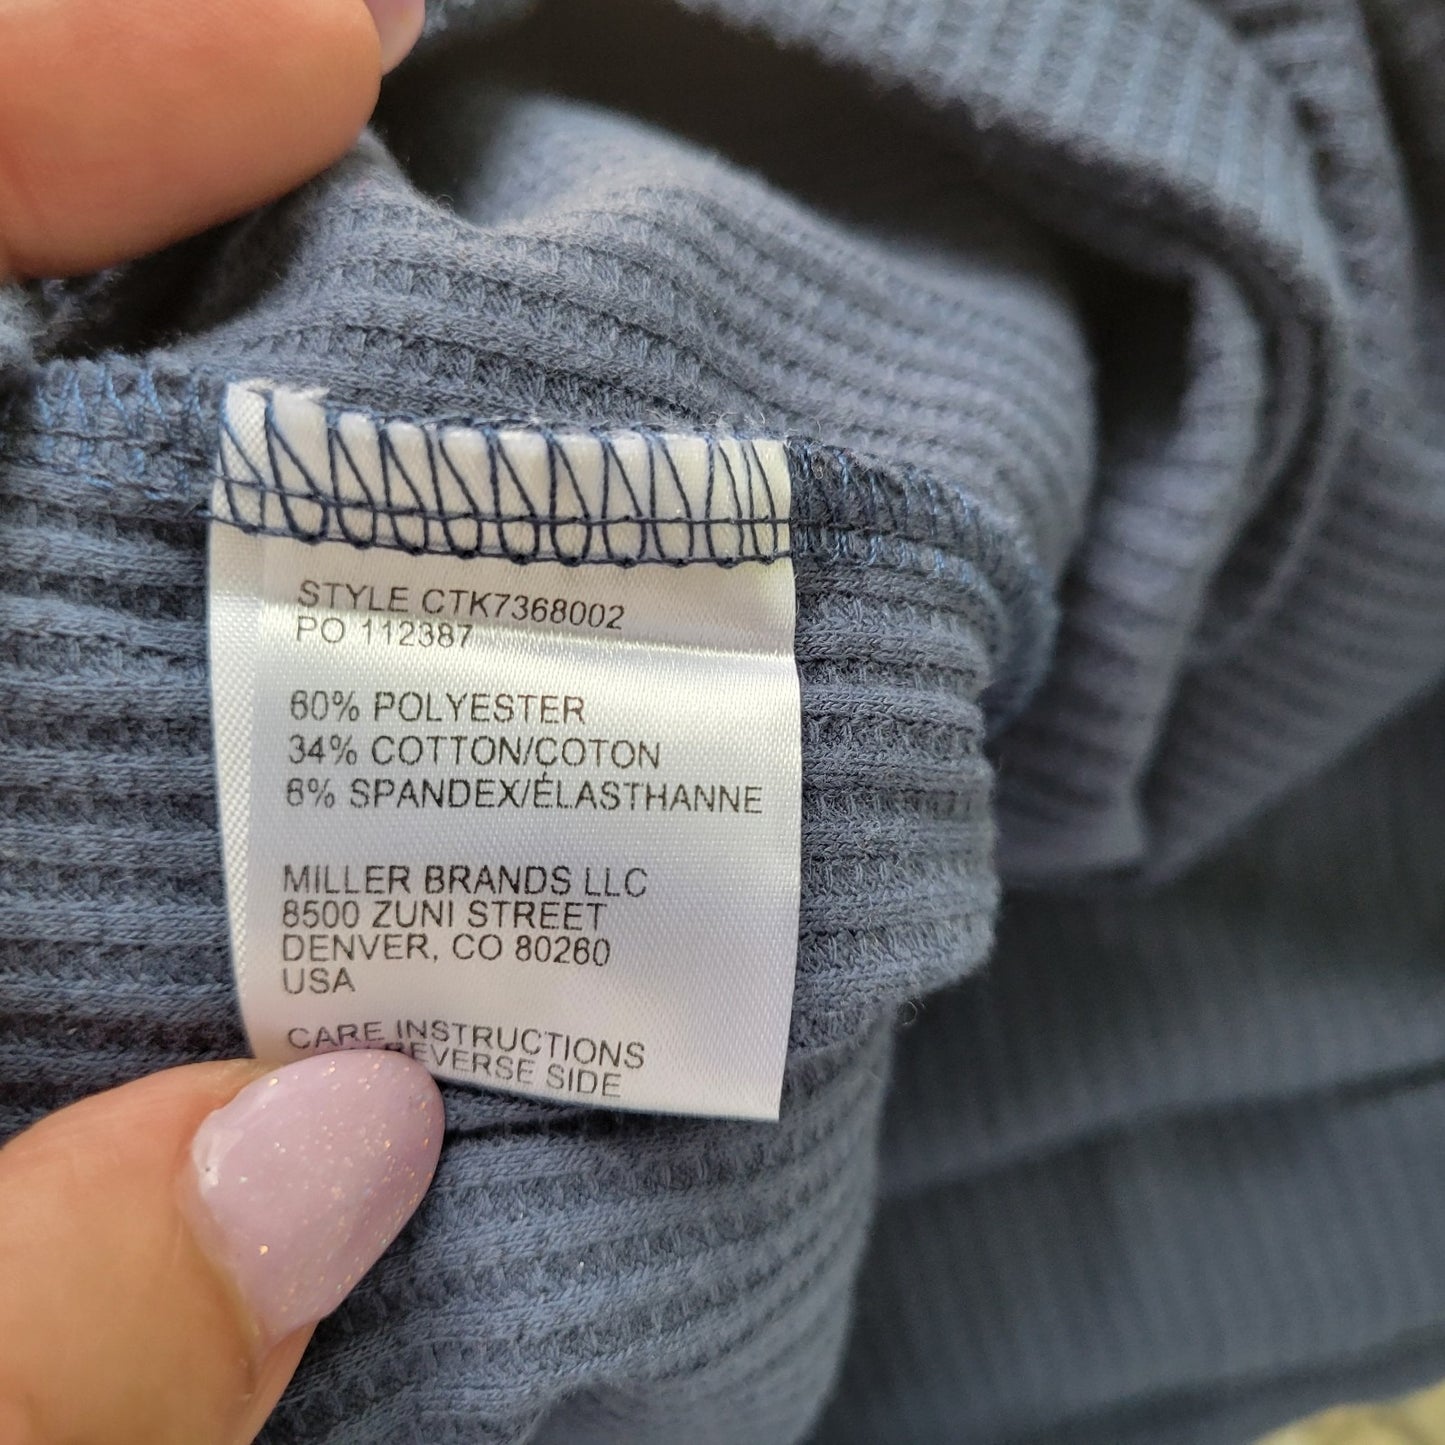 STYLE CTK7368002
PO 112387
60% POLYESTER
34% COTTON/COTON
6% SPANDEX/ÉLASTHANNE
MILLER BRANDS LLC
8500 ZUNI STREET
DENVER, CO 80260
USA
CARE INSTRUCTIONS
REVERSE SIDE